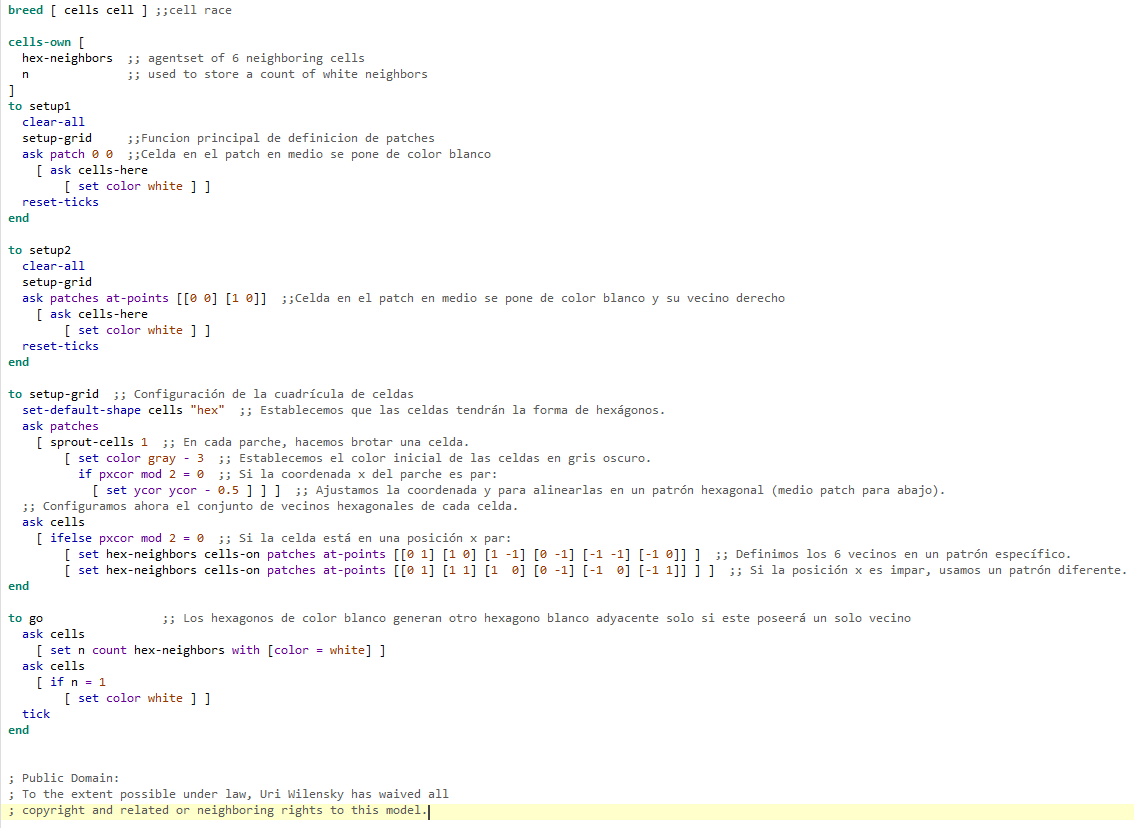 breed [ cells cell ] ;;cell race

cells-own [
  hex-neighbors  ;; agentset of 6 neighboring cells
  n              ;; used to store a count of white neighbors
]
to setup1
  clear-all
  setup-grid     ;;Funcion principal de definicion de patches
  ask patch 0 0  ;;Celda en el patch en medio se pone de color blanco
    [ ask cells-here
        [ set color white ] ]
  reset-ticks
end

to setup2
  clear-all
  setup-grid
  ask patches at-points [[0 0] [1 0]]  ;;Celda en el patch en medio se pone de color blanco y su vecino derecho
    [ ask cells-here
        [ set color white ] ]
  reset-ticks
end

to setup-grid  ;; Configuración de la cuadrícula de celdas
  set-default-shape cells "hex"  ;; Establecemos que las celdas tendrán la forma de hexágonos.
  ask patches
    [ sprout-cells 1  ;; En cada parche, hacemos brotar una celda.
        [ set color gray - 3  ;; Establecemos el color inicial de las celdas en gris oscuro.
          if pxcor mod 2 = 0  ;; Si la coordenada x del parche es par:
            [ set ycor ycor - 0.5 ] ] ]  ;; Ajustamos la coordenada y para alinearlas en un patrón hexagonal (medio patch para abajo).
  ;; Configuramos ahora el conjunto de vecinos hexagonales de cada celda.
  ask cells
    [ ifelse pxcor mod 2 = 0  ;; Si la celda está en una posición x par:
        [ set hex-neighbors cells-on patches at-points [[0 1] [1 0] [1 -1] [0 -1] [-1 -1] [-1 0]] ]  ;; Definimos los 6 vecinos en un patrón específico.
        [ set hex-neighbors cells-on patches at-points [[0 1] [1 1] [1  0] [0 -1] [-1  0] [-1 1]] ] ]  ;; Si la posición x es impar, usamos un patrón diferente.
end

to go                 ;; Los hexagonos de color blanco generan otro hexagono blanco adyacente solo si este poseerá un solo vecino
  ask cells
    [ set n count hex-neighbors with [color = white] ]
  ask cells
    [ if n = 1
        [ set color white ] ]
  tick
end


; Public Domain:
; To the extent possible under law, Uri Wilensky has waived all
; copyright and related or neighboring rights to this model.